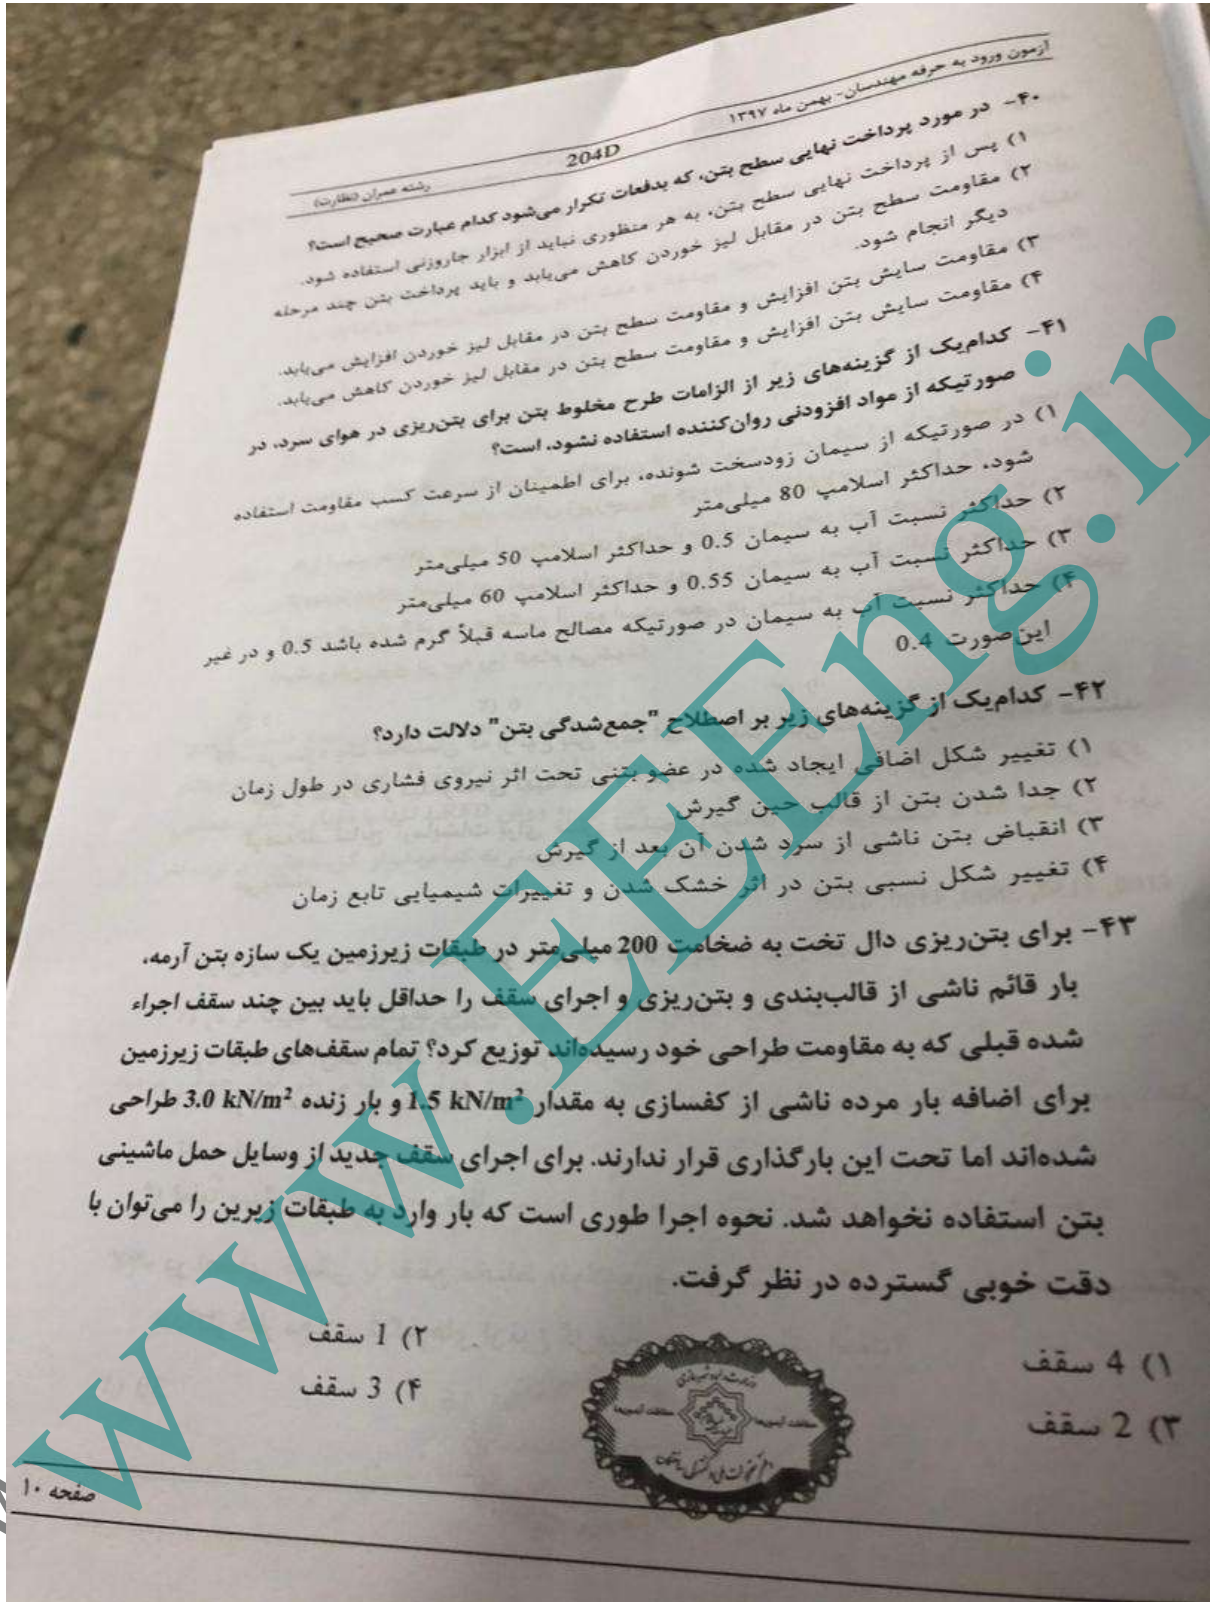 آزمون ورود به حرفه مهندسان- بهمن ماه ۱۳۹۷
204D
رشته عمران (نظارت)
۴۰- در مورد پرداخت نهایی سطح بتن، که بدفعات تکرار می‌شود کدام عبارت صحیح است؟
۱) پس از پرداخت نهایی سطح بتن، به هر منظوری نباید از ابزار جاروزنی استفاده شود.
۲) مقاومت سطح بتن در مقابل لیز خوردن کاهش می‌یابد و باید پرداخت بتن چند مرحله
دیگر انجام شود.
۳) مقاومت سایش بتن افزایش و مقاومت سطح بتن در مقابل لیز خوردن افزایش می‌یابد.
۴) مقاومت سایش بتن افزایش و مقاومت سطح بتن در مقابل لیز خوردن کاهش می‌یابد.
۴۱- کدام‌یک از گزینه‌های زیر از الزامات طرح مخلوط بتن برای بتن‌ریزی در هوای سرد، در
صورتیکه از مواد افزودنی روان‌کننده استفاده نشود، است؟
۱) در صورتیکه از سیمان زودسخت شونده، برای اطمینان از سرعت کسب مقاومت استفاده
شود، حداکثر اسلامپ 80 میلی‌متر
۲) حداکثر نسبت آب به سیمان 0.5 و حداکثر اسلامپ 50 میلی‌متر
۳) حداکثر نسبت آب به سیمان 0.55 و حداکثر اسلامپ 60 میلی‌متر
۴) حداکثر نسبت آب به سیمان در صورتیکه مصالح ماسه قبلاً گرم شده باشد 0.5 و در غیر
این‌صورت 0.4
۴۲- کدام‌یک از گزینه‌های زیر بر اصطلاح "جمع‌شدگی بتن" دلالت دارد؟
۱) تغییر شکل اضافی ایجاد شده در عضو بتنی تحت اثر نیروی فشاری در طول زمان
۲) جدا شدن بتن از قالب حین گیرش
۳) انقباض بتن ناشی از سرد شدن آن بعد از گیرش
۴) تغییر شکل نسبی بتن در اثر خشک شدن و تغییرات شیمیایی تابع زمان
۴۳- برای بتن‌ریزی دال تخت به ضخامت 200 میلی‌متر در طبقات زیرزمین یک سازه بتن آرمه،
بار قائم ناشی از قالب‌بندی و بتن‌ریزی و اجرای سقف را حداقل باید بین چند سقف اجراء
شده قبلی که به مقاومت طراحی خود رسیده‌اند توزیع کرد؟ تمام سقف‌های طبقات زیرزمین
برای اضافه بار مرده ناشی از کفسازی به مقدار 1.5 kN/m² و بار زنده 3.0 kN/m² طراحی
شده‌اند اما تحت این بارگذاری قرار ندارند. برای اجرای سقف جدید از وسایل حمل ماشینی
بتن استفاده نخواهد شد. نحوه اجرا طوری است که بار وارد به طبقات زیرین را می‌توان با
دقت خوبی گسترده در نظر گرفت.
۱) 4 سقف
۲) 1 سقف
۳) 2 سقف
۴) 3 سقف
صفحه ۱۰
www.EEEng.ir